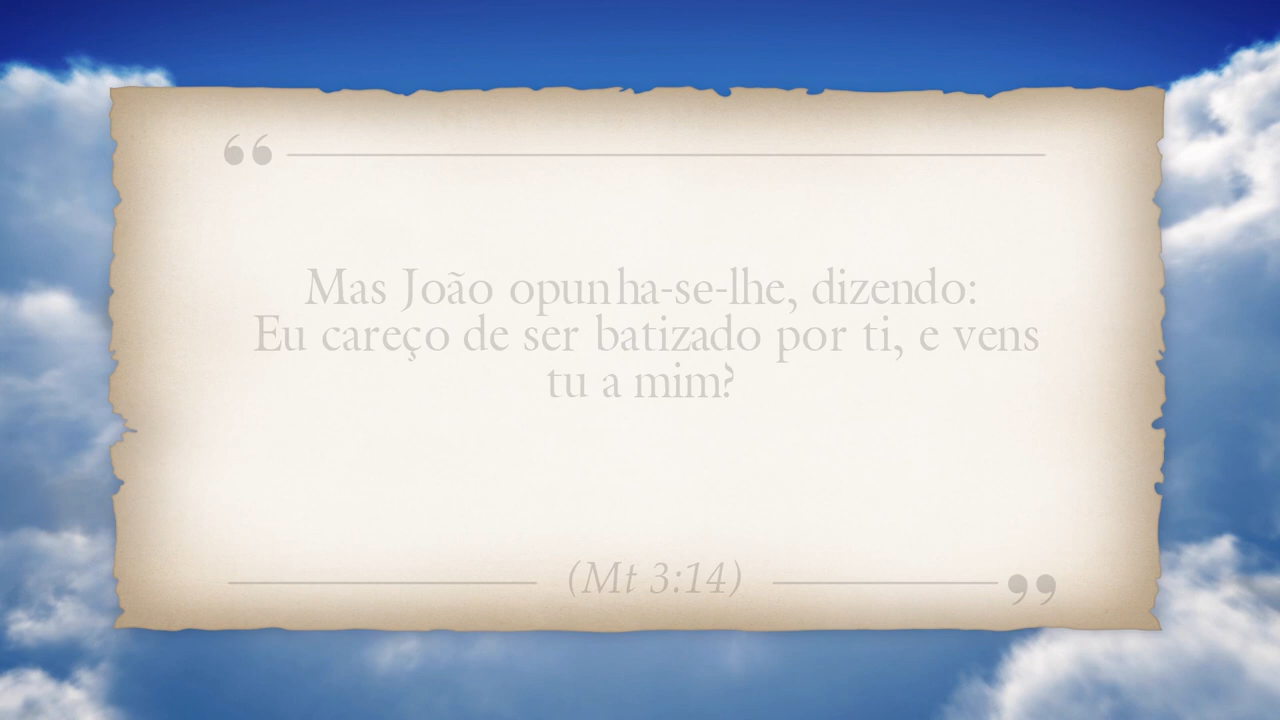 “
Mas João opunha-se-lhe, dizendo:
Eu careço de ser batizado por ti, e vens
tu a mim?
(Mt 3:14) ”